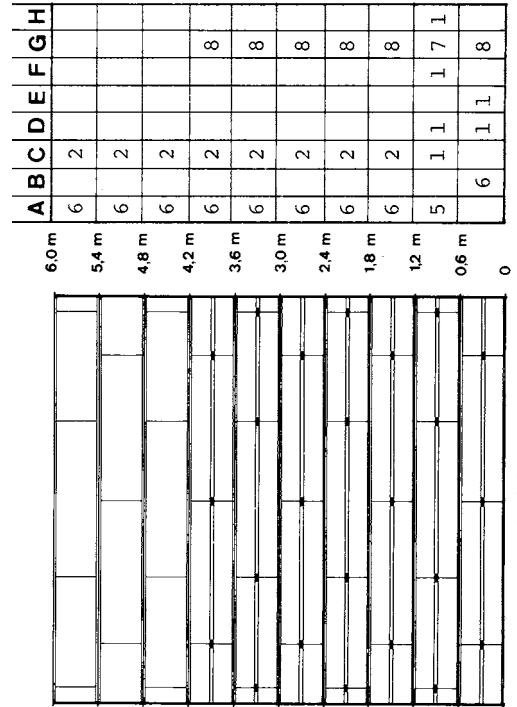 A B C D E F G H
6,0 m
6 2
5,4 m
6 2
4,8 m
6 2
4,2 m
6 2 8
3,6 m
6 2 8
3,0 m
6 2 8
2,4 m
6 2 8
1,8 m
6 2 8
1,2 m
5 1 1 1 7 1
0,6 m
6 1 1 8
0